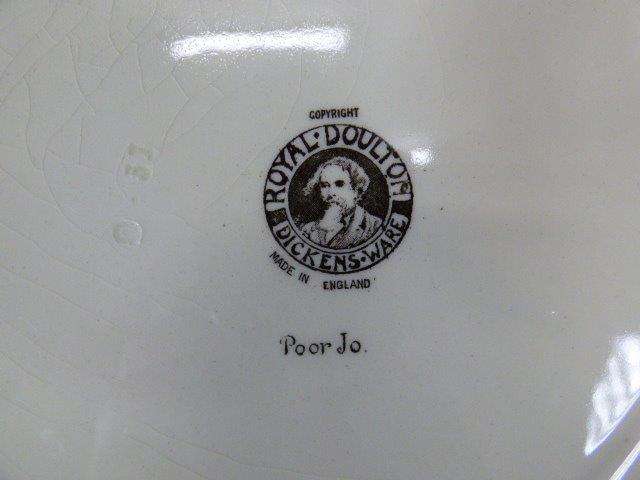 COPYRIGHT
ROYAL·DOULTON
DICKENS·WARE
MADE IN ENGLAND
Poor Jo.